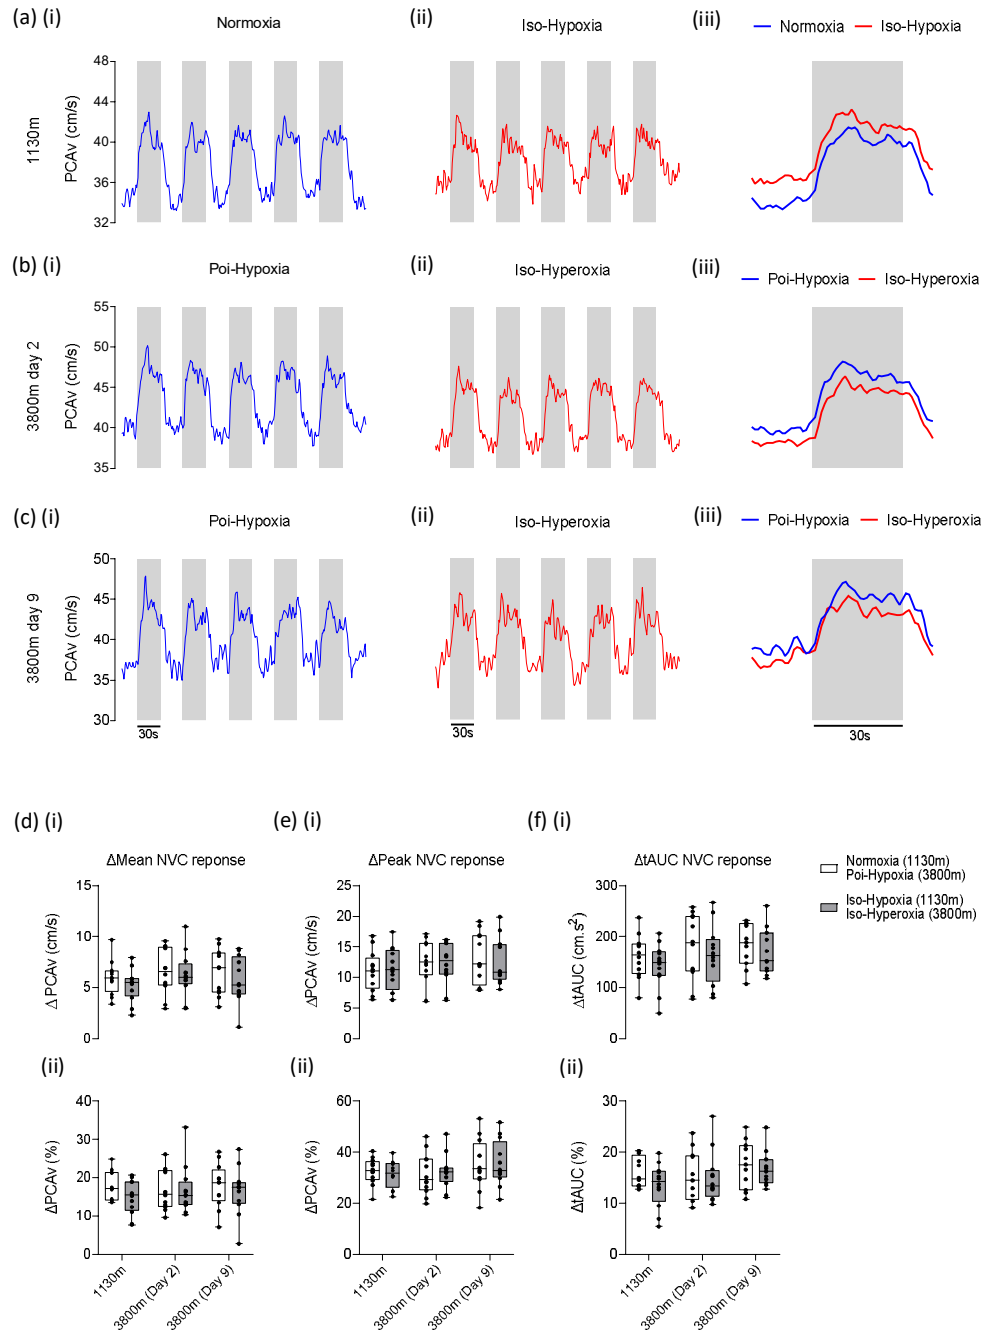 (a) (i)
Normoxia
(ii)
Iso-Hypoxia
(iii)
Normoxia
Iso-Hypoxia
1130m
PCAv (cm/s)
48
44
40
36
32
(b) (i)
Poi-Hypoxia
(ii)
Iso-Hyperoxia
(iii)
Poi-Hypoxia
Iso-Hyperoxia
3800m day 2
PCAv (cm/s)
55
50
45
40
35
(c) (i)
Poi-Hypoxia
(ii)
Iso-Hyperoxia
(iii)
Poi-Hypoxia
Iso-Hyperoxia
3800m day 9
PCAv (cm/s)
50
45
40
35
30
30s
30s
30s
(d) (i)
ΔMean NVC reponse
Δ PCAv (cm/s)
15
10
5
0
(e) (i)
ΔPeak NVC reponse
ΔPCAv (cm/s)
25
20
15
10
5
0
(f) (i)
ΔtAUC NVC reponse
ΔtAUC (cm.s²)
300
200
100
0
Normoxia (1130m)
Poi-Hypoxia (3800m)
Iso-Hypoxia (1130m)
Iso-Hyperoxia (3800m)
(ii)
ΔPCAv (%)
40
30
20
10
0
1130m
3800m (Day 2)
3800m (Day 9)
(ii)
ΔPCAv (%)
60
40
20
0
1130m
3800m (Day 2)
3800m (Day 9)
(ii)
ΔtAUC (%)
30
20
10
0
1130m
3800m (Day 2)
3800m (Day 9)